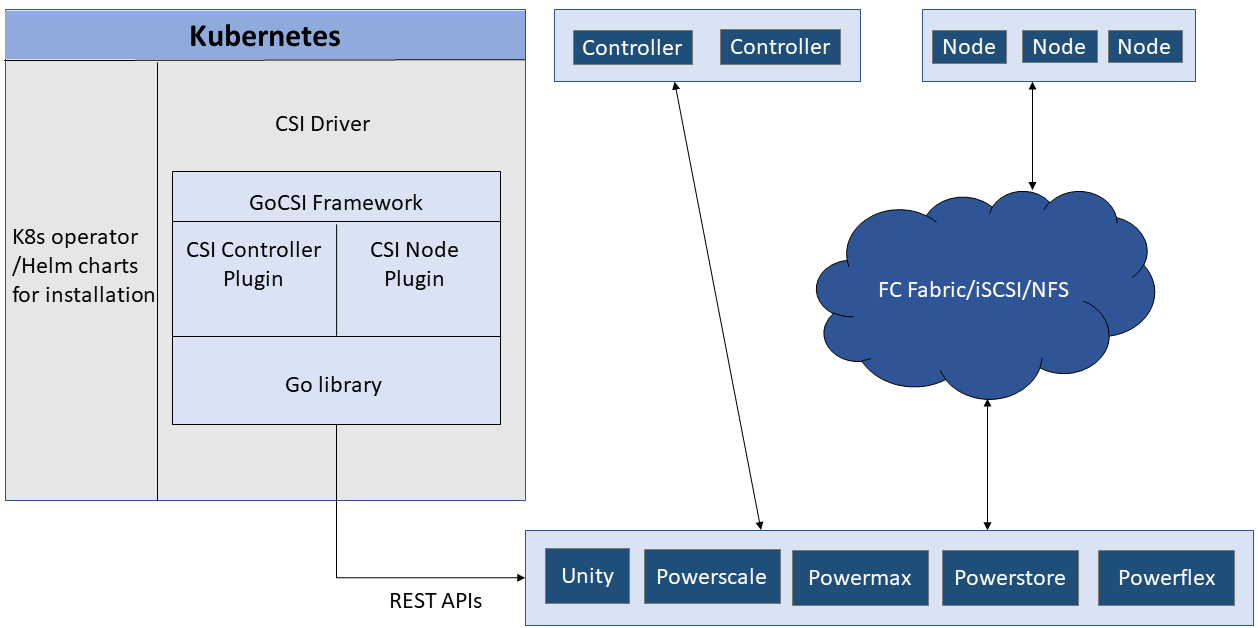 Kubernetes
CSI Driver
GoCSI Framework
CSI Controller
Plugin
CSI Node
Plugin
Go library
K8s operator
/Helm charts
for installation
REST APIs
Controller
Controller
Node
Node
Node
FC Fabric/iSCSI/NFS
Unity
Powerscale
Powermax
Powerstore
Powerflex